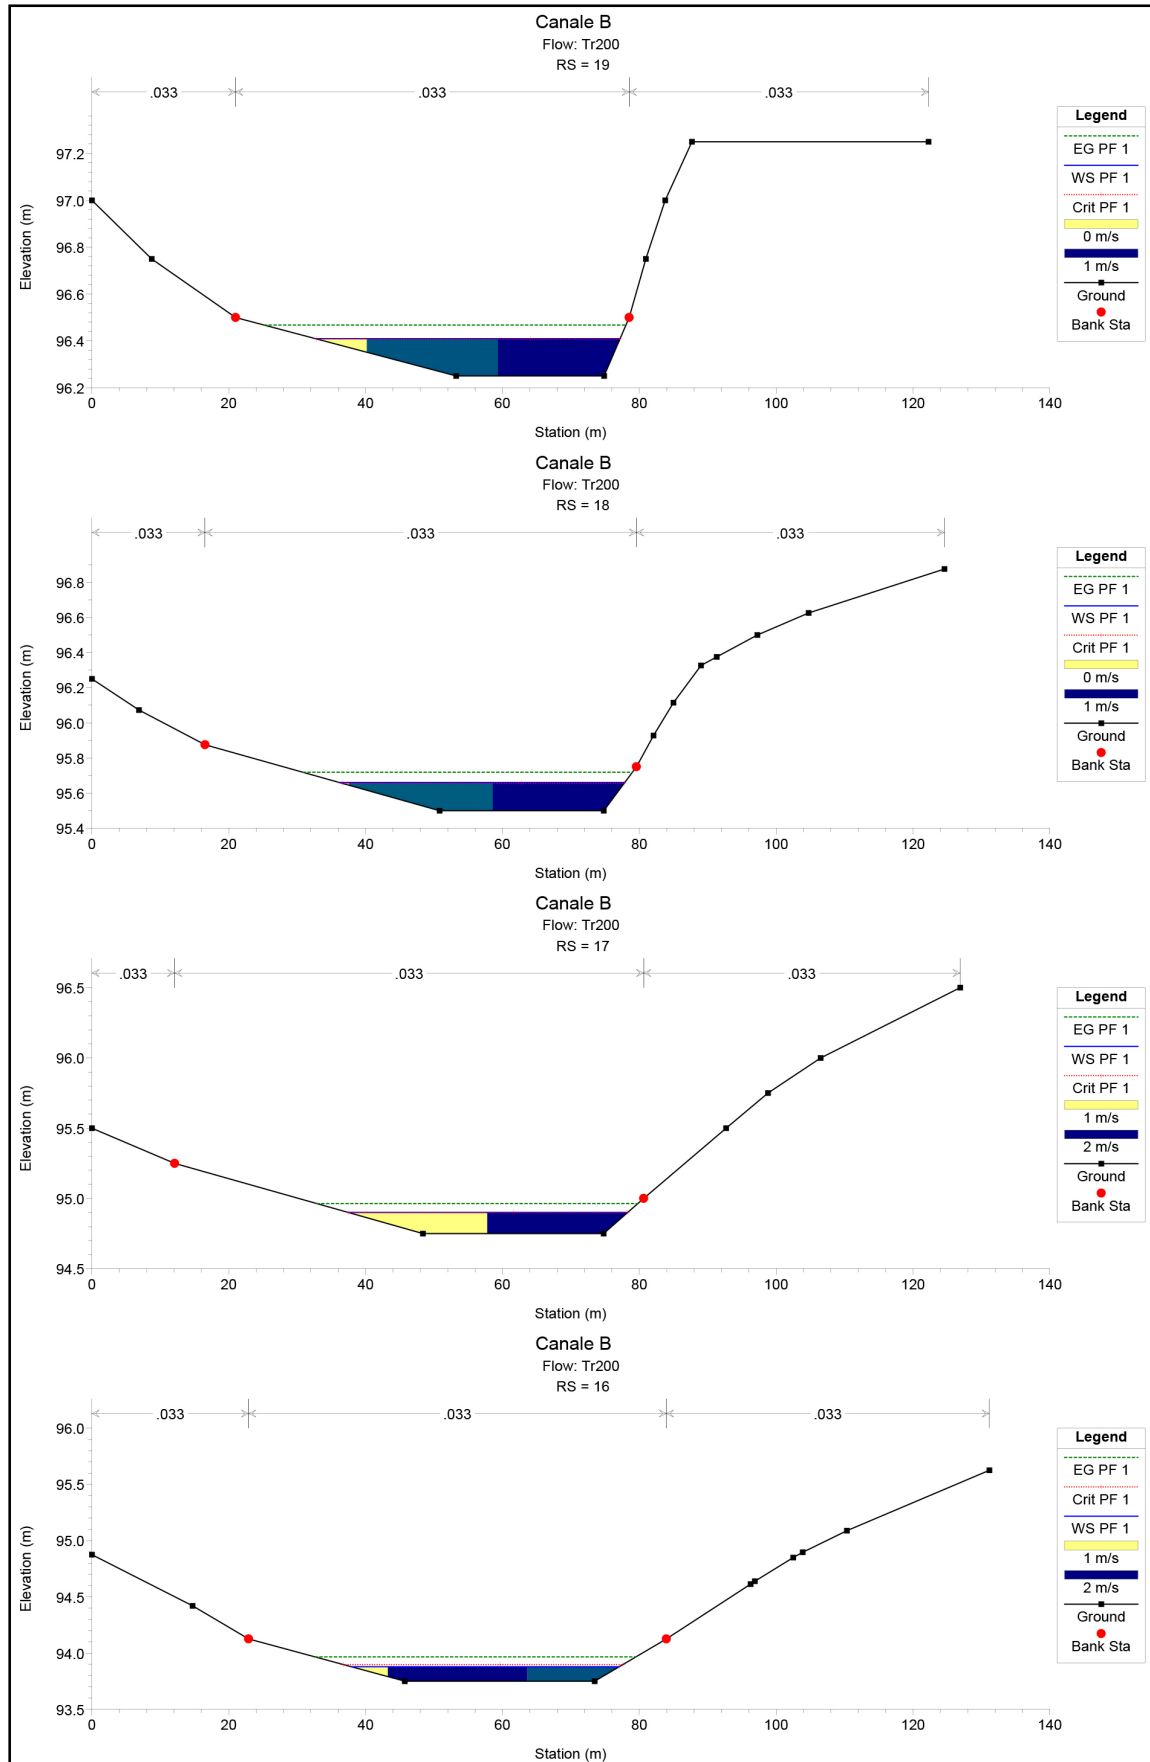 Canale B
Flow: Tr200
RS = 19
.033 .033 .033
Elevation (m)
97.2
97.0
96.8
96.6
96.4
96.2
0 20 40 60 80 100 120 140
Station (m)
Legend
EG PF 1
WS PF 1
Crit PF 1
0 m/s
1 m/s
Ground
Bank Sta
Canale B
Flow: Tr200
RS = 18
.033 .033 .033
Elevation (m)
96.8
96.6
96.4
96.2
96.0
95.8
95.6
95.4
0 20 40 60 80 100 120 140
Station (m)
Legend
EG PF 1
WS PF 1
Crit PF 1
0 m/s
1 m/s
Ground
Bank Sta
Canale B
Flow: Tr200
RS = 17
.033 .033 .033
Elevation (m)
96.5
96.0
95.5
95.0
94.5
0 20 40 60 80 100 120 140
Station (m)
Legend
EG PF 1
WS PF 1
Crit PF 1
1 m/s
2 m/s
Ground
Bank Sta
Canale B
Flow: Tr200
RS = 16
.033 .033 .033
Elevation (m)
96.0
95.5
95.0
94.5
94.0
93.5
0 20 40 60 80 100 120 140
Station (m)
Legend
EG PF 1
Crit PF 1
WS PF 1
1 m/s
2 m/s
Ground
Bank Sta